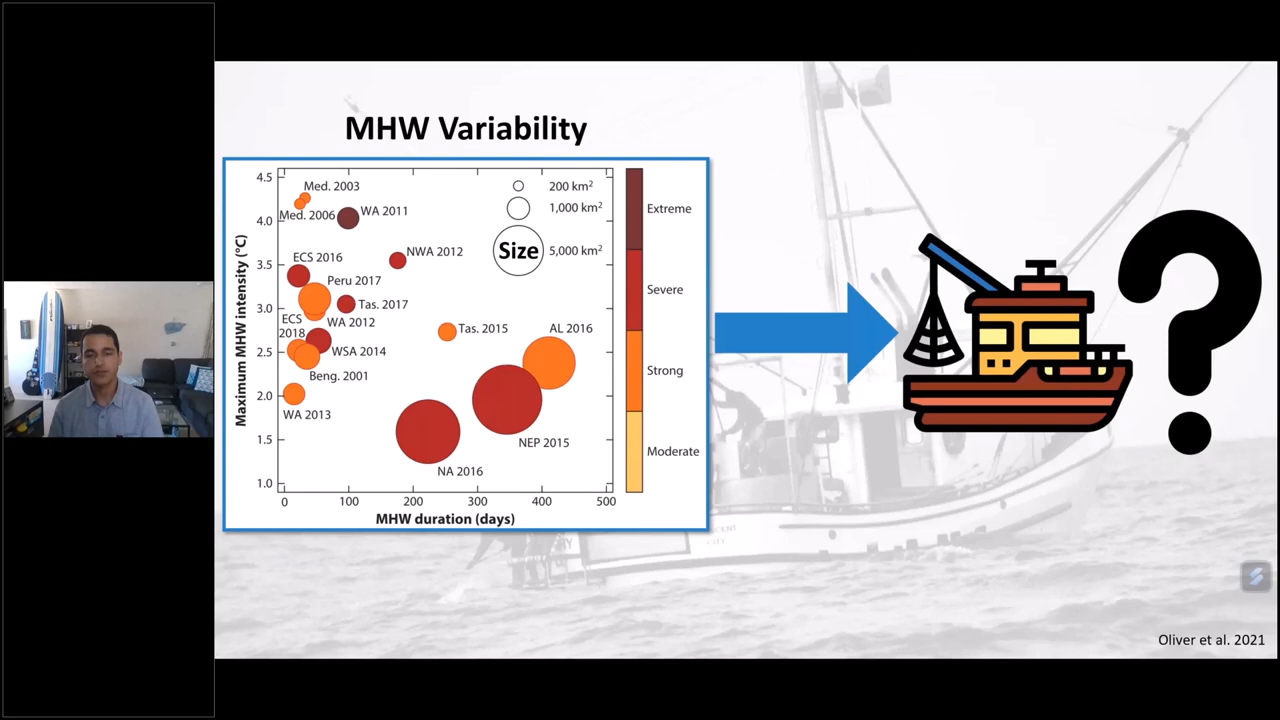 MHW Variability
4.5
4.0
3.5
3.0
2.5
2.0
1.5
1.0
Maximum MHW intensity (°C)
Med. 2003
Med. 2006
WA 2011
NWA 2012
ECS 2016
Peru 2017
Tas. 2017
ECS
2018
WA 2012
WSA 2014
Tas. 2015
AL 2016
Beng. 2001
WA 2013
NEP 2015
NA 2016
200 km²
1,000 km²
Size
5,000 km²
Extreme
Severe
Strong
Moderate
0
100
200
300
400
500
MHW duration (days)
?
CITY
Oliver et al. 2021